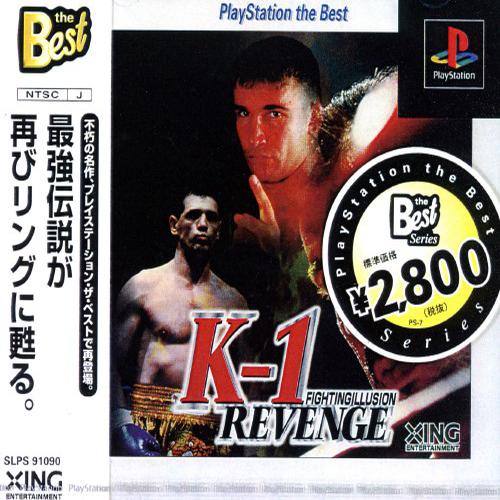 the
Best
NTSC J
不朽の名作、プレイステーション・ザ・ベストで再登場。
最強伝説が
再びリングに甦る。
SLPS 91090
XING
ENTERTAINMENT
PlayStation the Best
PlayStation
PlayStation the Best
the
Best
Series
標準価格
¥2,800
(税抜)
PS-7
Series
K-1
FIGHTING ILLUSION
REVENGE
XING
ENTERTAINMENT
PlayStation